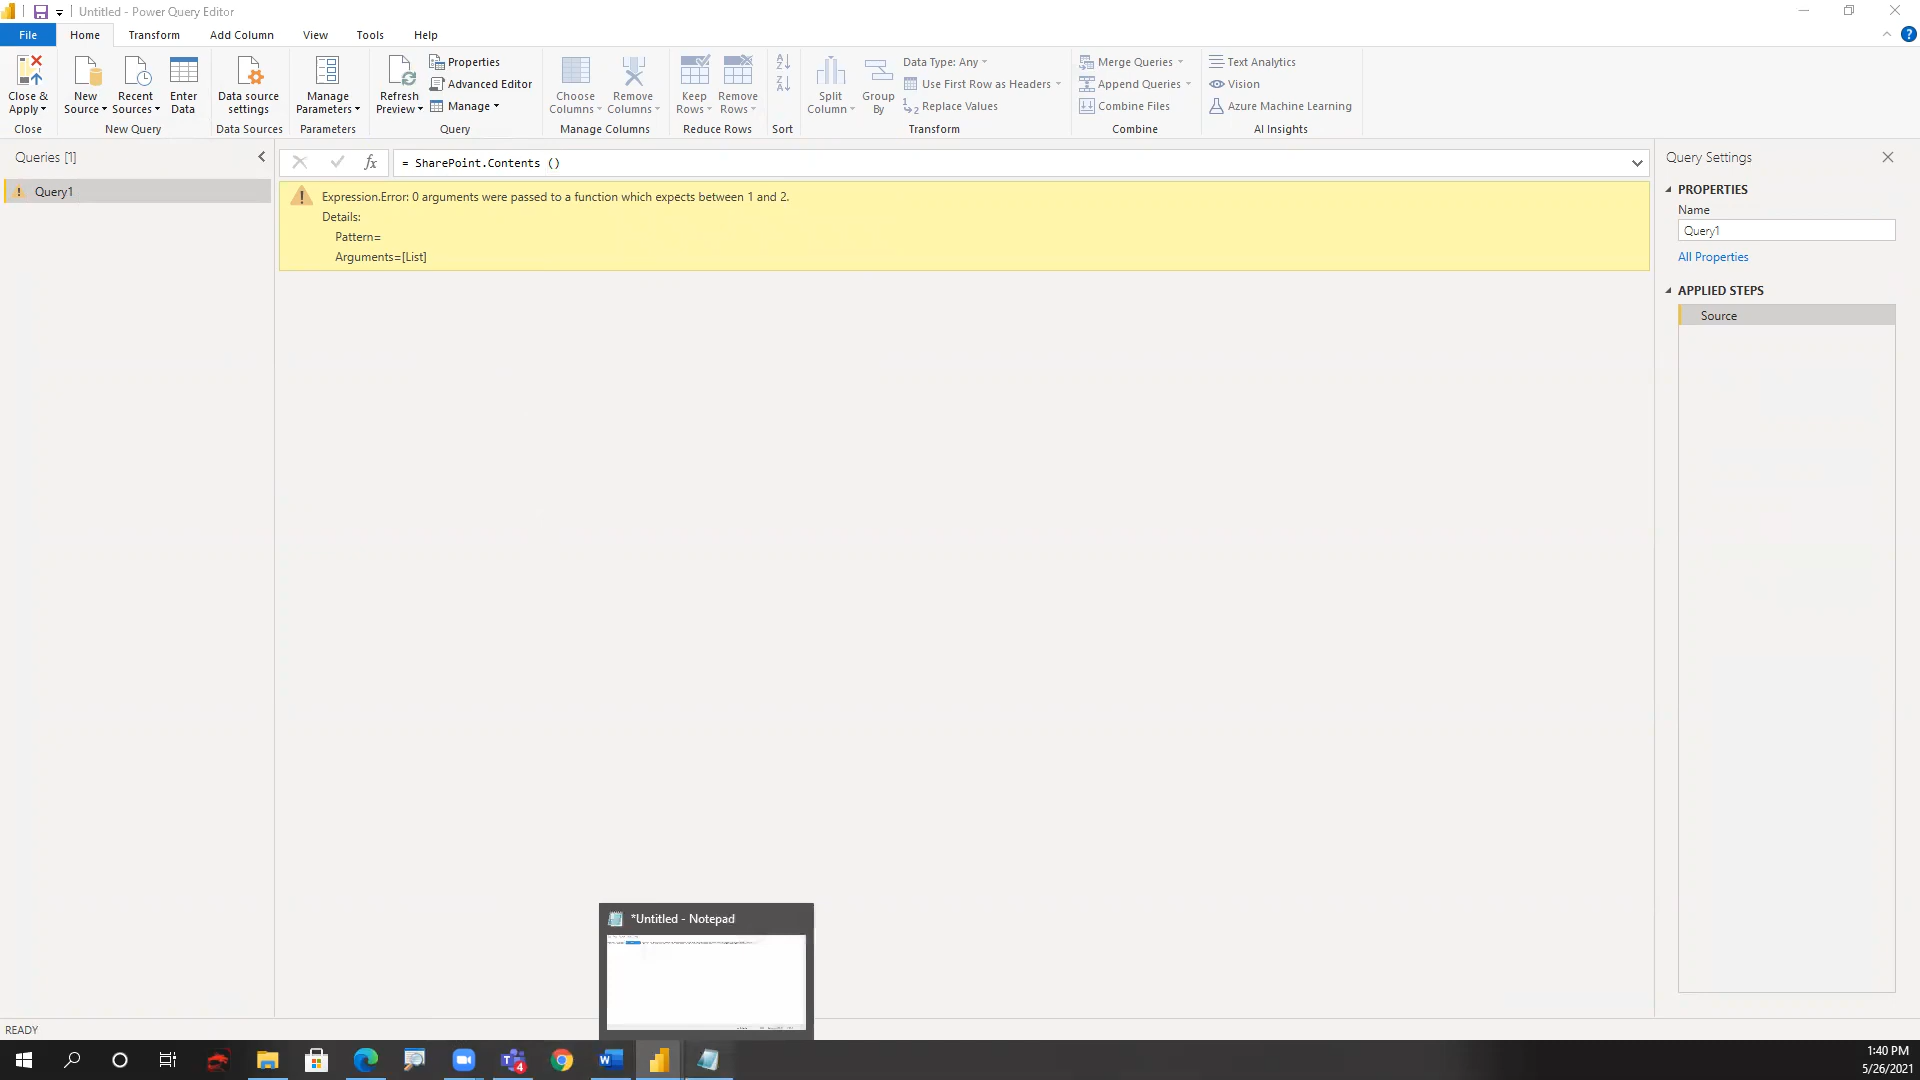 Untitled - Power Query Editor
File Home Transform Add Column View Tools Help
?
Close & Apply
Close
New Source
Recent Sources
Enter Data
New Query
Data source settings
Data Sources
Manage Parameters
Parameters
Refresh Preview
Properties
Advanced Editor
Manage
Query
Choose Columns
Remove Columns
Manage Columns
Keep Rows
Remove Rows
Reduce Rows
Sort
Split Column
Group By
Data Type: Any
Use First Row as Headers
Replace Values
Transform
Merge Queries
Append Queries
Combine Files
Combine
Text Analytics
Vision
Azure Machine Learning
AI Insights
Queries [1]
Query1
fx
= SharePoint.Contents ()
Expression.Error: 0 arguments were passed to a function which expects between 1 and 2.
Details:
Pattern=
Arguments=[List]
Query Settings
PROPERTIES
Name
Query1
All Properties
APPLIED STEPS
Source
*Untitled - Notepad
READY
4
1:40 PM
5/26/2021